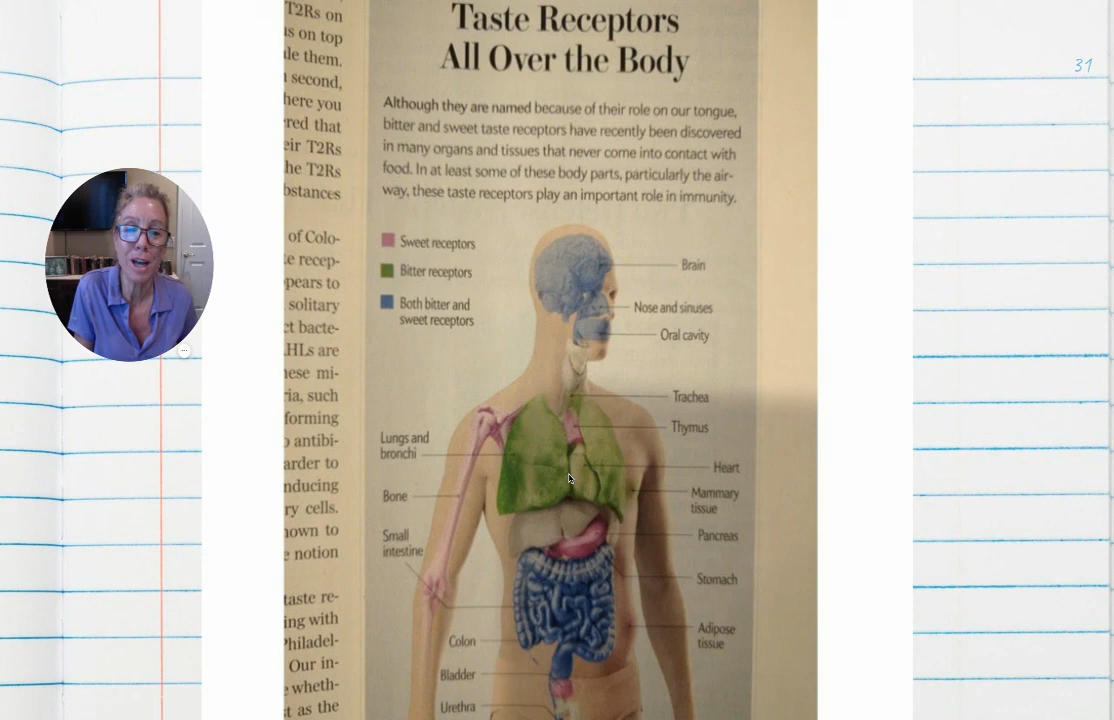 T2Rs on
us on top
le them.
second,
here you
red that
eir T2Rs
he T2Rs
bstances
of Colo-
e recep-
pears to
solitary
ct bacte-
LHLs are
nese mi-
ria, such
forming
o antibi-
arder to
nducing
ry cells.
nown to
e notion
taste re-
ing with
Philadel-
Our in-
e wheth-
st as the
Taste Receptors
All Over the Body
Although they are named because of their role on our tongue,
bitter and sweet taste receptors have recently been discovered
in many organs and tissues that never come into contact with
food. In at least some of these body parts, particularly the air-
way, these taste receptors play an important role in immunity.
Sweet receptors
Bitter receptors
Both bitter and
sweet receptors
Brain
Nose and sinuses
Oral cavity
Trachea
Thymus
Lungs and
bronchi
Heart
Bone
Mammary
tissue
Small
intestine
Pancreas
Stomach
Colon
Adipose
tissue
Bladder
Urethra
31